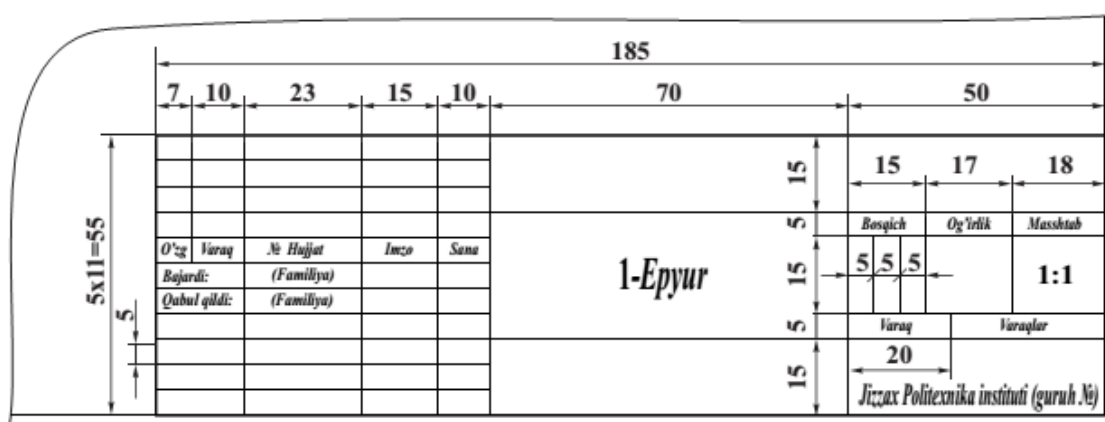 185
7 10 23 15 10 70 50
15 15 17 18
5 Bosqich Og'irlik Masshtab
5x11=55
O'zg Varaq № Hujjat Imzo Sana
Bajardi: (Familiya)
Qabul qildi: (Familiya)
1-Epyur
15 5 5 5 1:1
5
5 Varaq Varaqlar
15 20
Jizzax Politexnika instituti (guruh №)